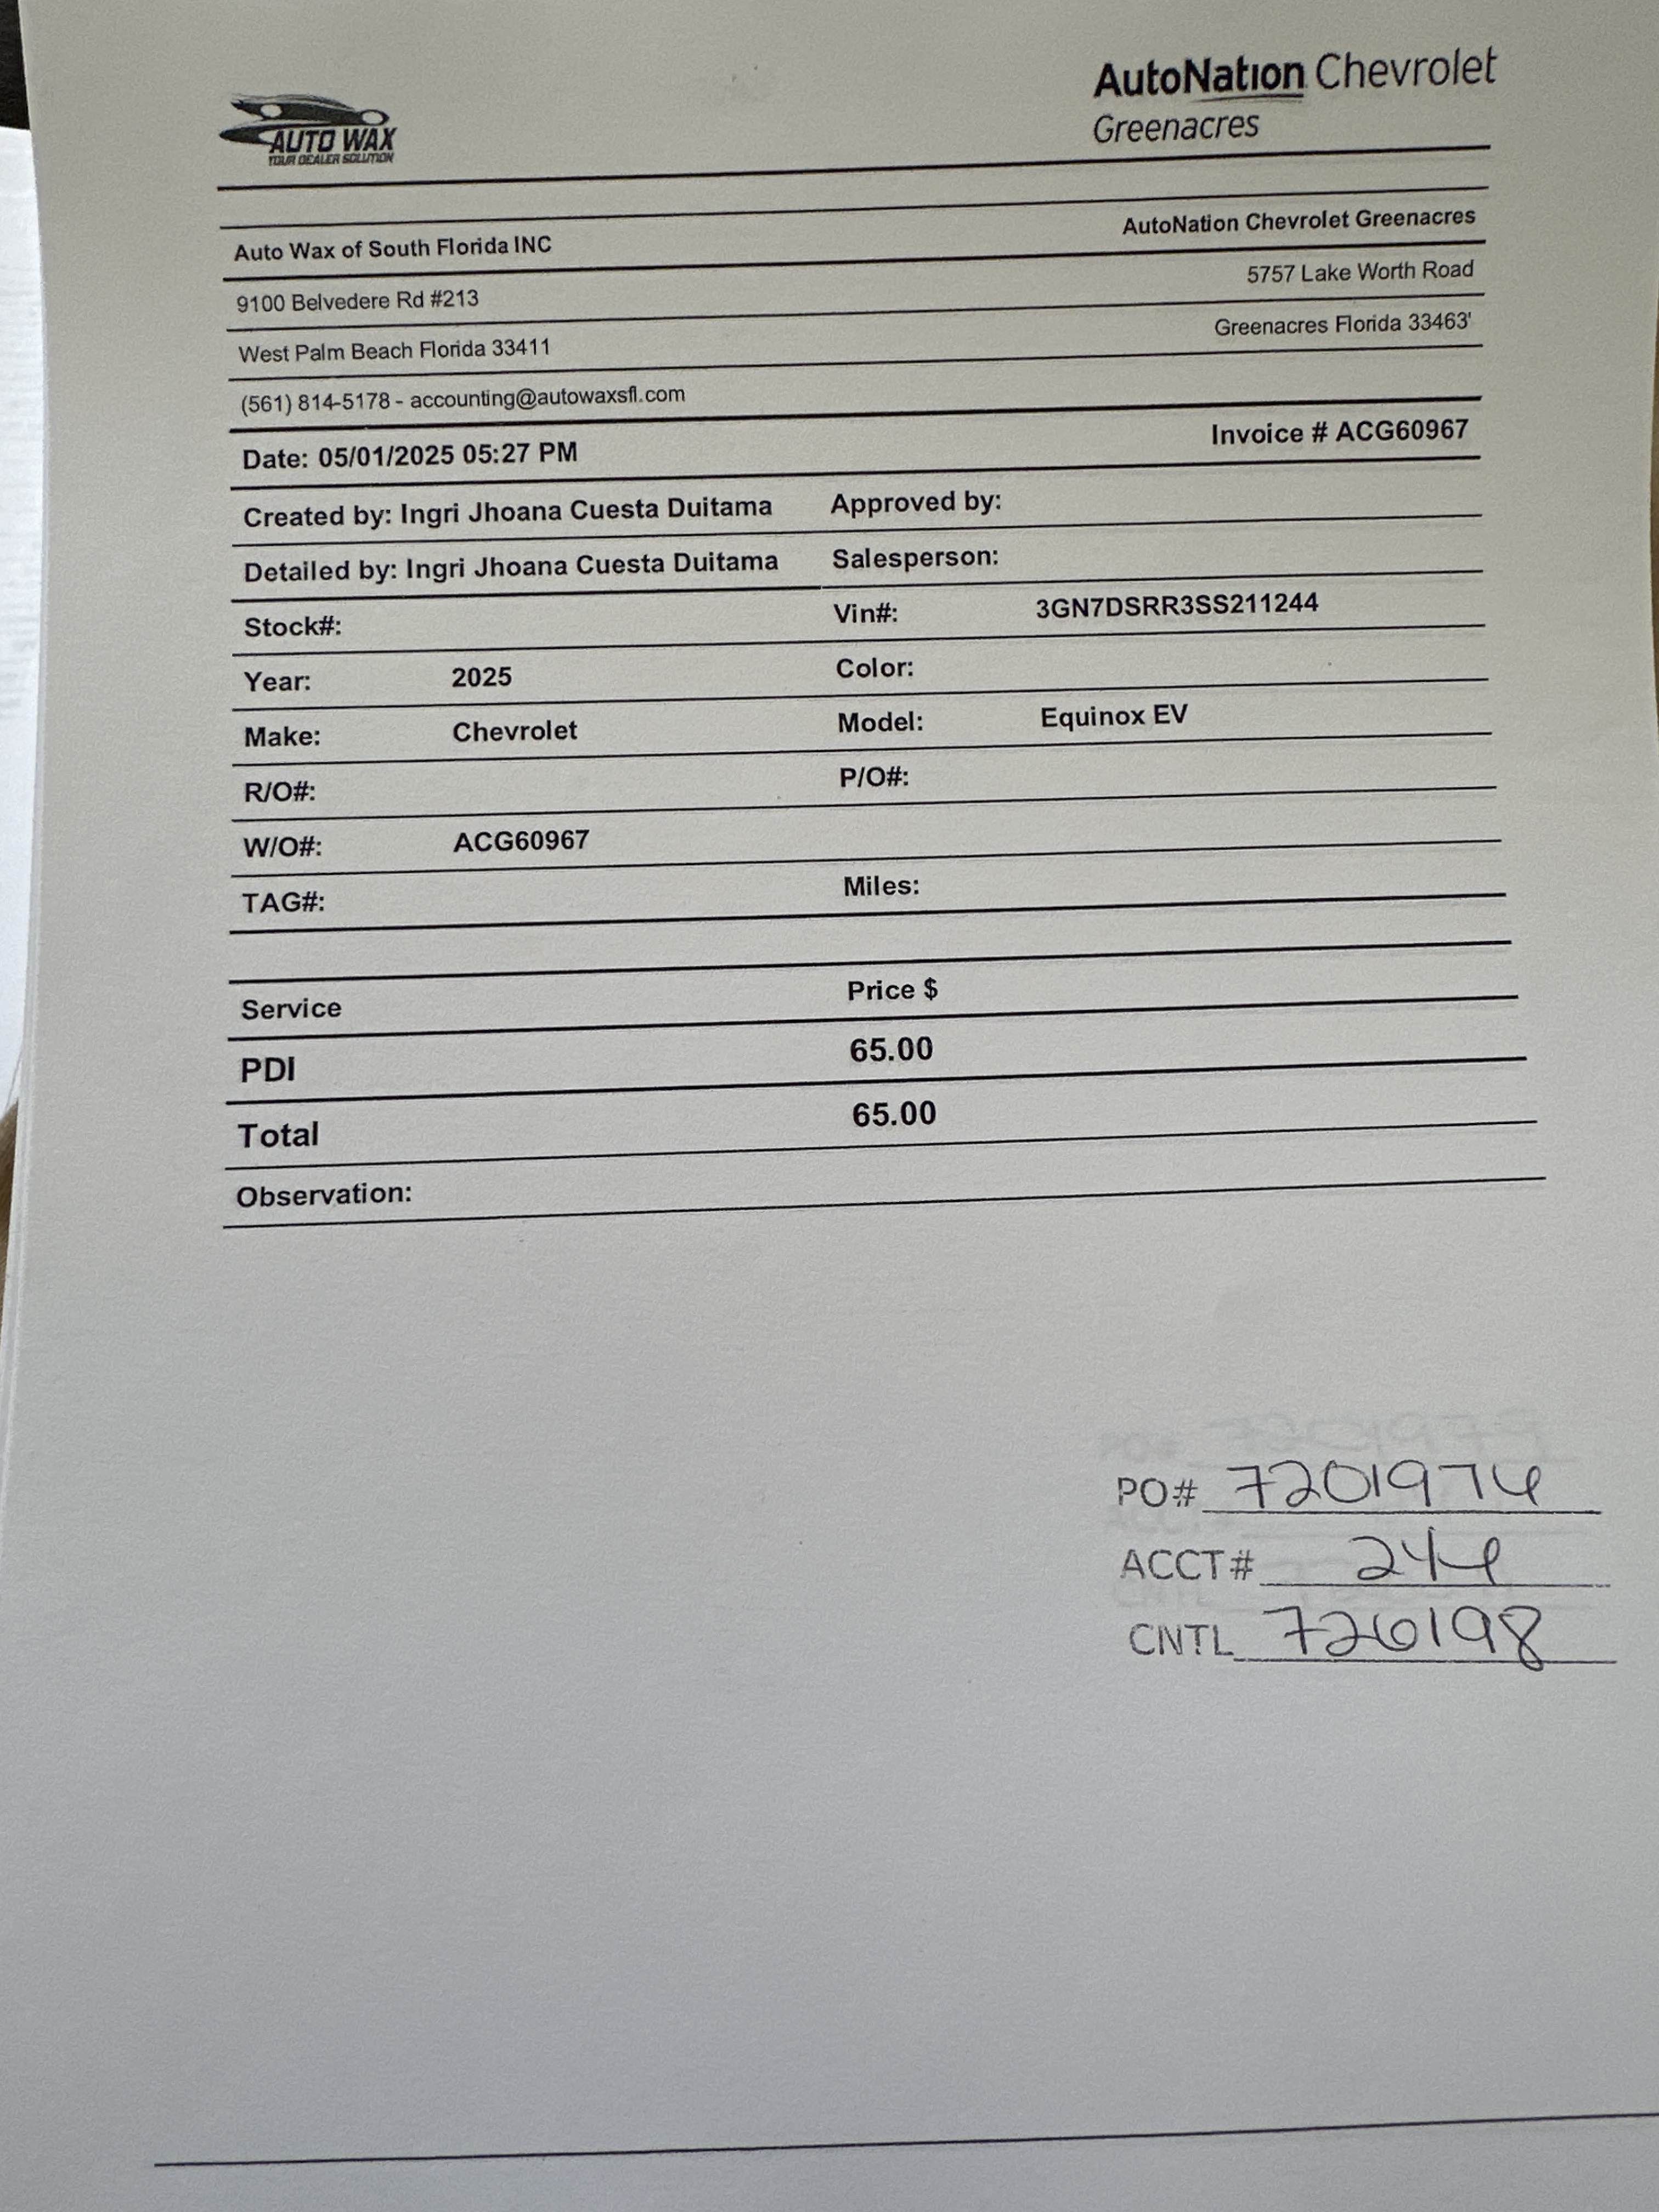 AUTO WAX
YOUR DEALER SOLUTION
AutoNation Chevrolet
Greenacres
Auto Wax of South Florida INC AutoNation Chevrolet Greenacres
9100 Belvedere Rd #213 5757 Lake Worth Road
West Palm Beach Florida 33411 Greenacres Florida 33463'
(561) 814-5178 - accounting@autowaxsfl.com
Date: 05/01/2025 05:27 PM Invoice # ACG60967
Created by: Ingri Jhoana Cuesta Duitama Approved by:
Detailed by: Ingri Jhoana Cuesta Duitama Salesperson:
Stock#: Vin#: 3GN7DSRR3SS211244
Year: 2025 Color:
Make: Chevrolet Model: Equinox EV
R/O#: P/O#:
W/O#: ACG60967
TAG#: Miles:
Service Price $
PDI 65.00
Total 65.00
Observation:
PO# 7201974
ACCT# 244
CNTL 726198